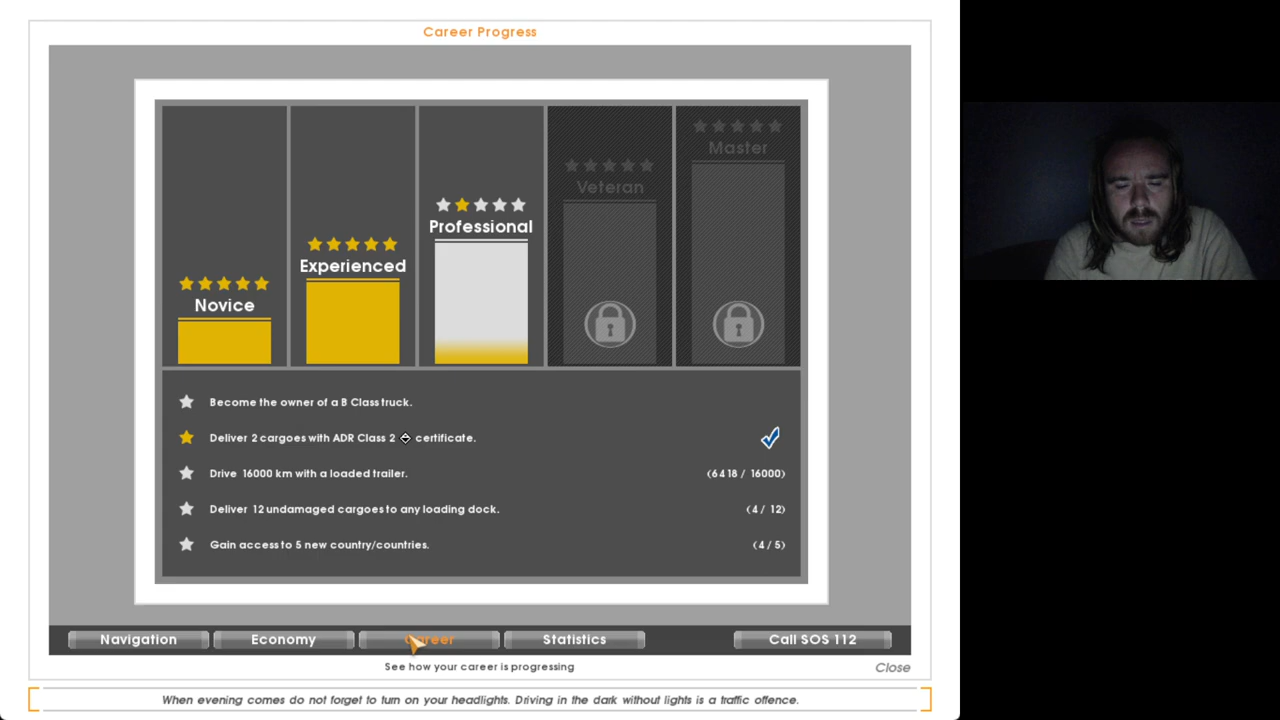 Career Progress
Master
Veteran
Professional
Experienced
Novice
Become the owner of a B Class truck.
Deliver 2 cargoes with ADR Class 2 certificate.
Drive 16000 km with a loaded trailer. (6418 / 16000)
Deliver 12 undamaged cargoes to any loading dock. (4 / 12)
Gain access to 5 new country/countries. (4 / 5)
Navigation Economy Career Statistics Call SOS 112
See how your career is progressing Close
When evening comes do not forget to turn on your headlights. Driving in the dark without lights is a traffic offence.